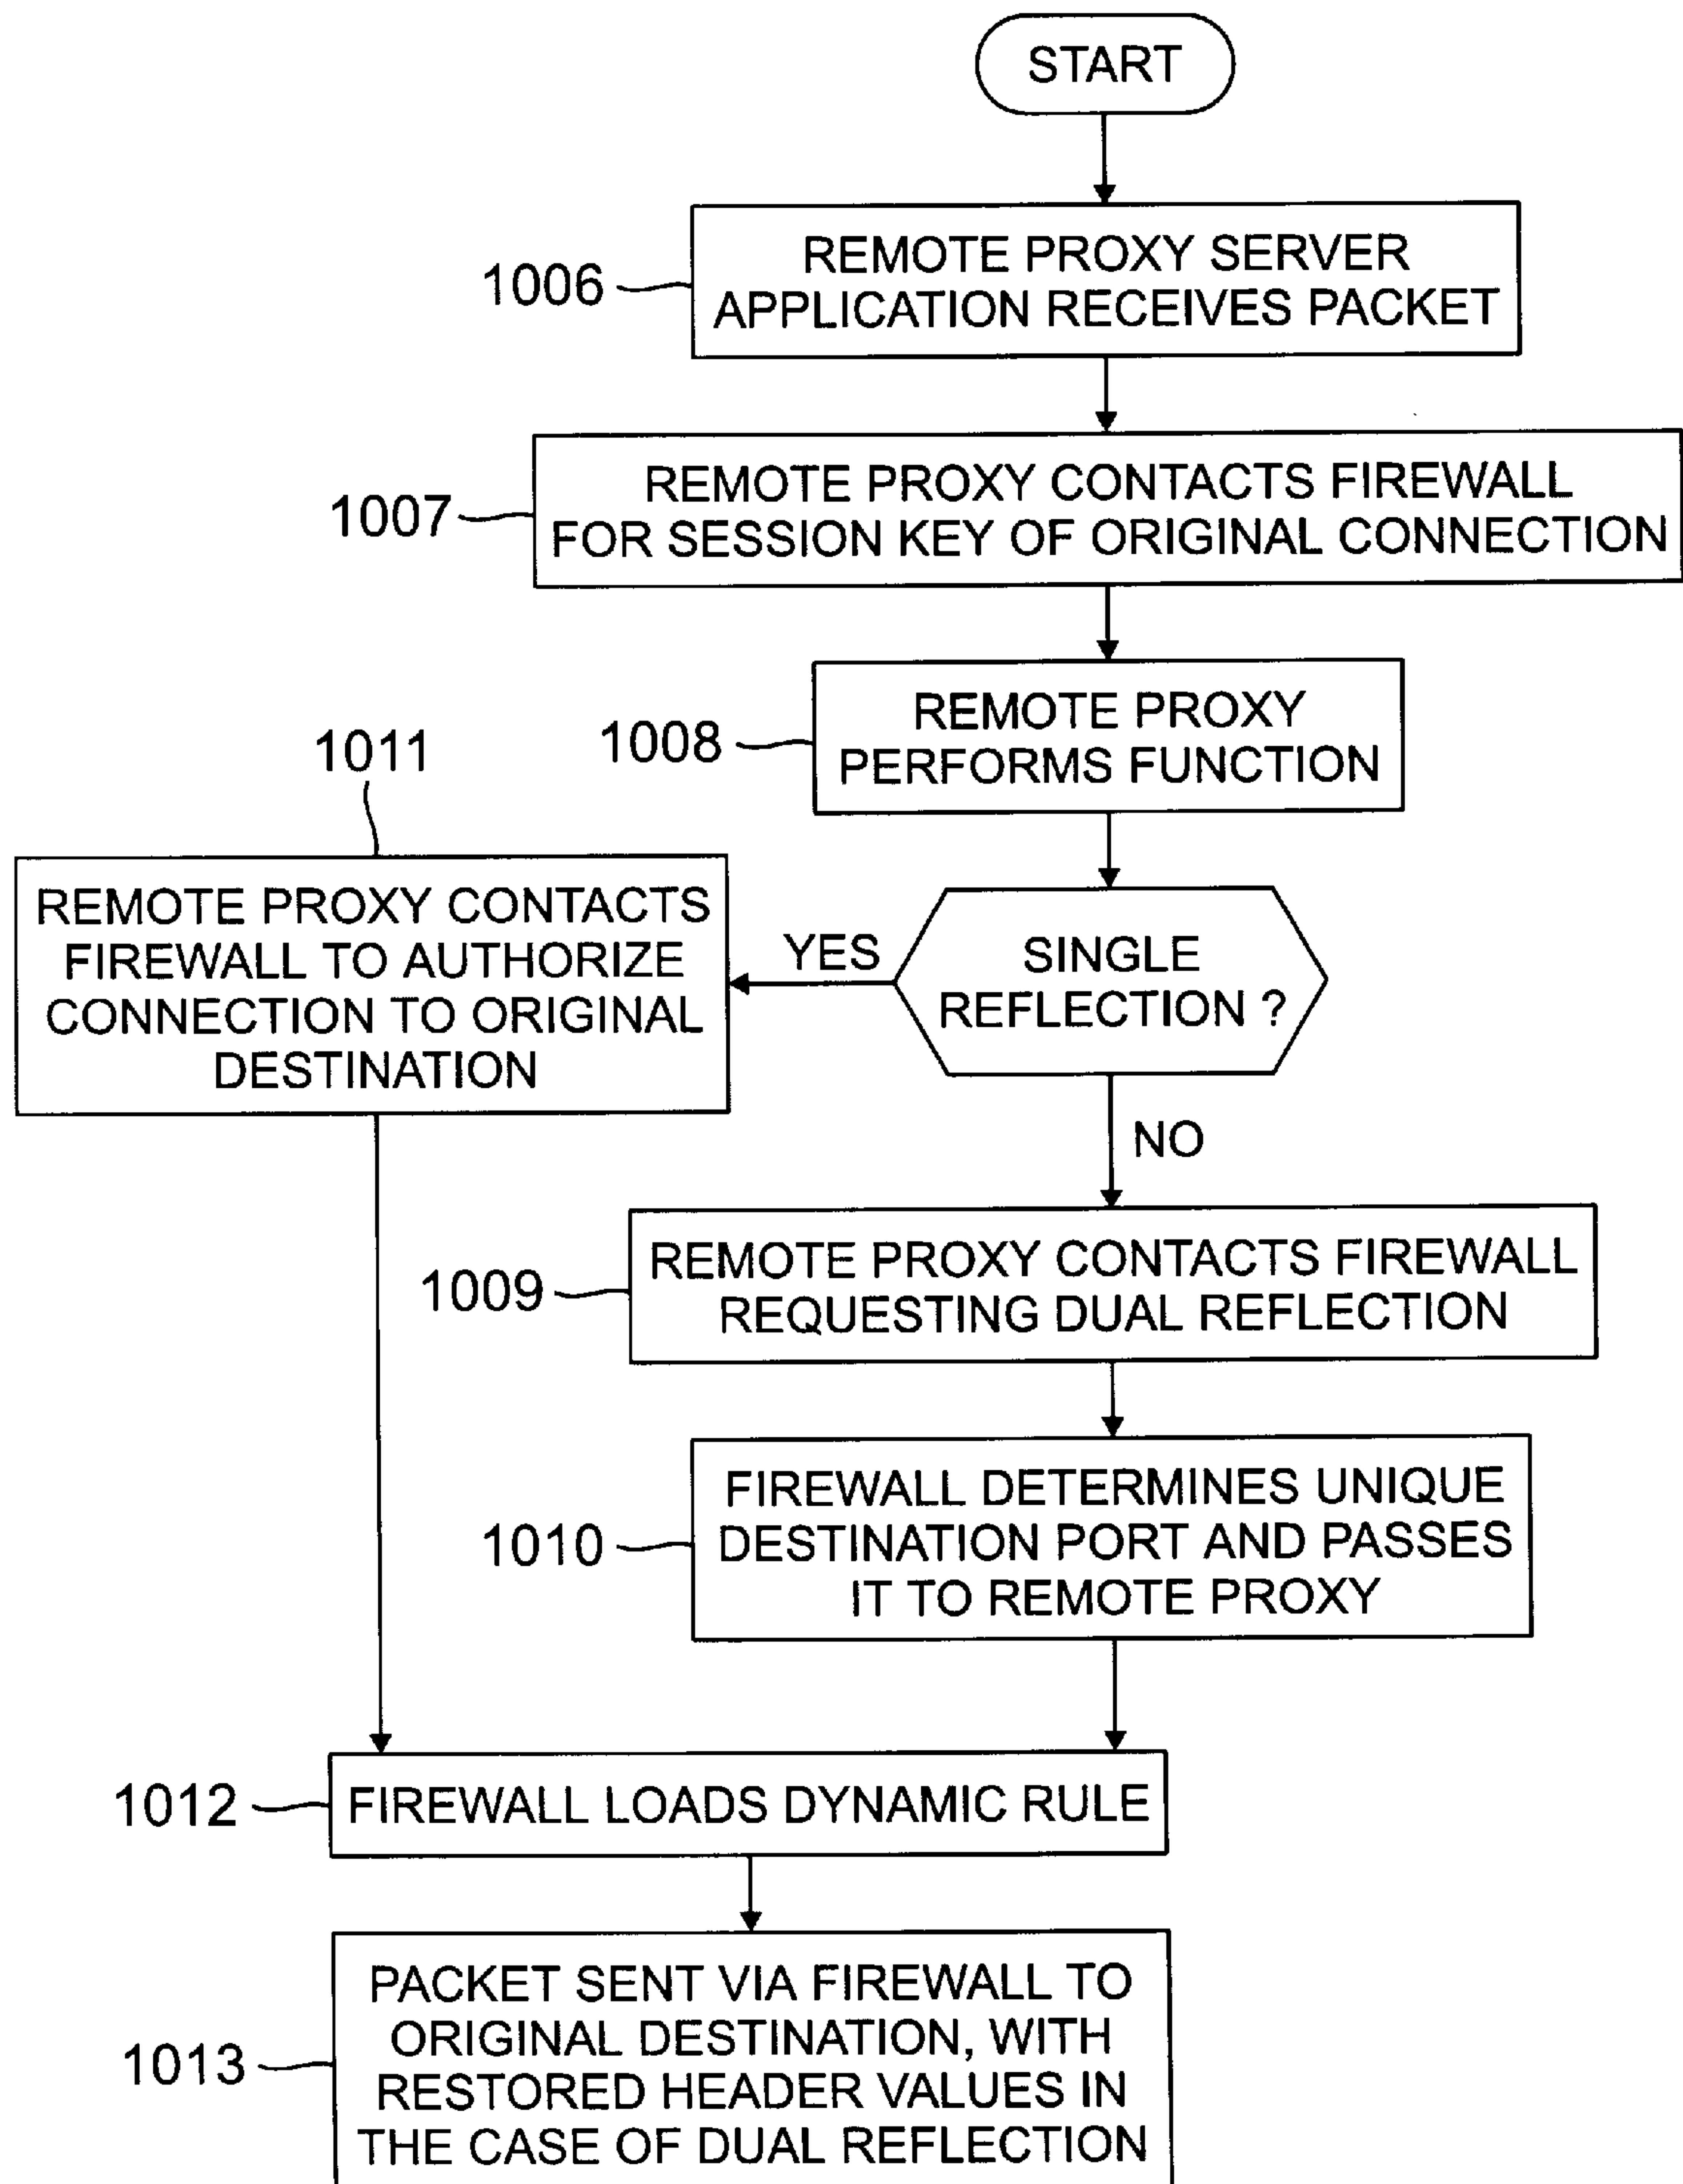 START
1006
REMOTE PROXY SERVER
APPLICATION RECEIVES PACKET
1007
REMOTE PROXY CONTACTS FIREWALL
FOR SESSION KEY OF ORIGINAL CONNECTION
1008
REMOTE PROXY
PERFORMS FUNCTION
SINGLE
REFLECTION ?
YES
1011
REMOTE PROXY CONTACTS
FIREWALL TO AUTHORIZE
CONNECTION TO ORIGINAL
DESTINATION
NO
1009
REMOTE PROXY CONTACTS FIREWALL
REQUESTING DUAL REFLECTION
1010
FIREWALL DETERMINES UNIQUE
DESTINATION PORT AND PASSES
IT TO REMOTE PROXY
1012
FIREWALL LOADS DYNAMIC RULE
1013
PACKET SENT VIA FIREWALL TO
ORIGINAL DESTINATION, WITH
RESTORED HEADER VALUES IN
THE CASE OF DUAL REFLECTION